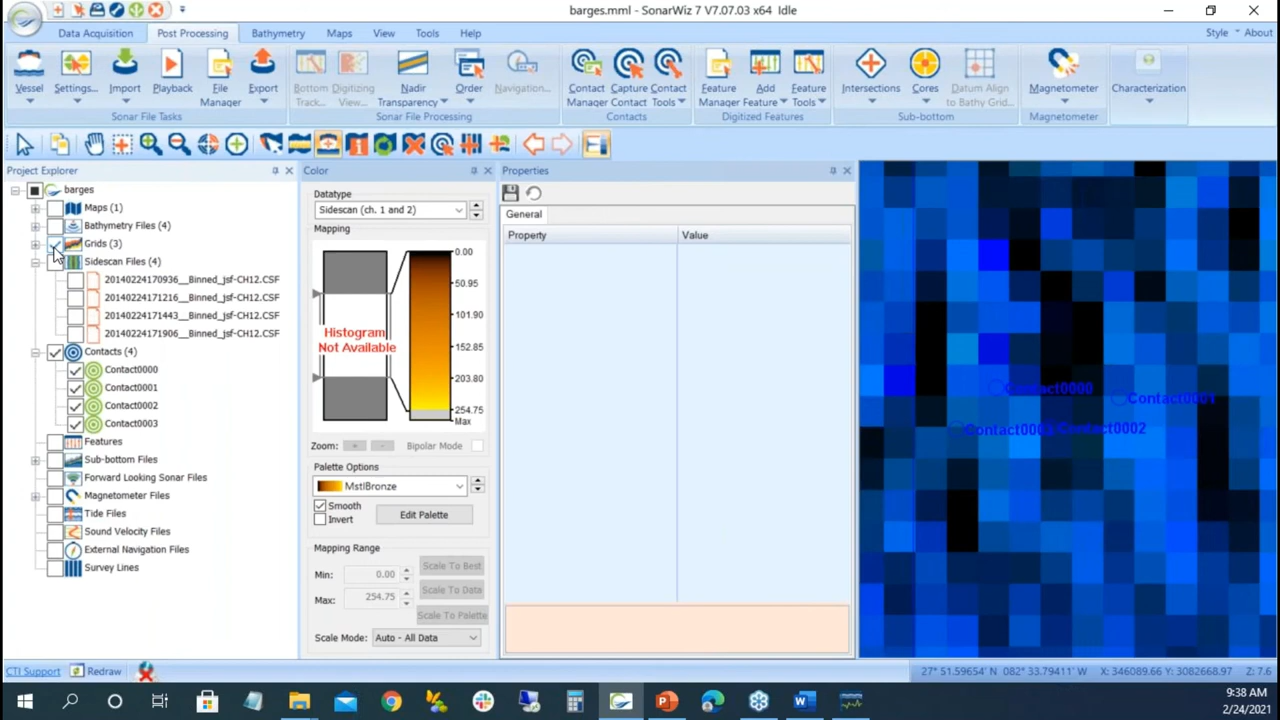 barges.mml - SonarWiz 7 V7.07.03 x64 Idle
Data Acquisition Post Processing Bathymetry Maps View Tools Help Style About
Vessel Settings... Import Playback File Manager Export Bottom Track... Digitizing View... Nadir Transparency Order Navigation... Contact Manager Capture Contact Contact Tools Feature Manager Add Feature Feature Tools Intersections Cores Datum Align to Bathy Grid... Magnetometer Characterization
Sonar File Tasks Sonar File Processing Contacts Digitized Features Sub-bottom Magnetometer
Project Explorer
barges
Maps (1)
Bathymetry Files (4)
Grids (3)
Sidescan Files (4)
20140224170936__Binned_jsf-CH12.CSF
20140224171216__Binned_jsf-CH12.CSF
20140224171443__Binned_jsf-CH12.CSF
20140224171906__Binned_jsf-CH12.CSF
Contacts (4)
Contact0000
Contact0001
Contact0002
Contact0003
Features
Sub-bottom Files
Forward Looking Sonar Files
Magnetometer Files
Tide Files
Sound Velocity Files
External Navigation Files
Survey Lines
Color
Datatype
Sidescan (ch. 1 and 2)
Mapping
0.00
50.95
101.90
152.85
203.80
254.75
Max
Histogram
Not Available
Zoom: + - Bipolar Mode
Palette Options
MstlBronze
Smooth
Invert
Edit Palette
Mapping Range
Min: 0.00 Scale To Best
Scale To Data
Max: 254.75
Scale To Palette
Scale Mode: Auto - All Data
Properties
General
Property Value
Contact0000
Contact0001
Contact0003 Contact0002
CTI Support Redraw
27° 51.59654' N 082° 33.79411' W X: 346089.66 Y: 3082668.97 Z: 7.6
9:38 AM
2/24/2021